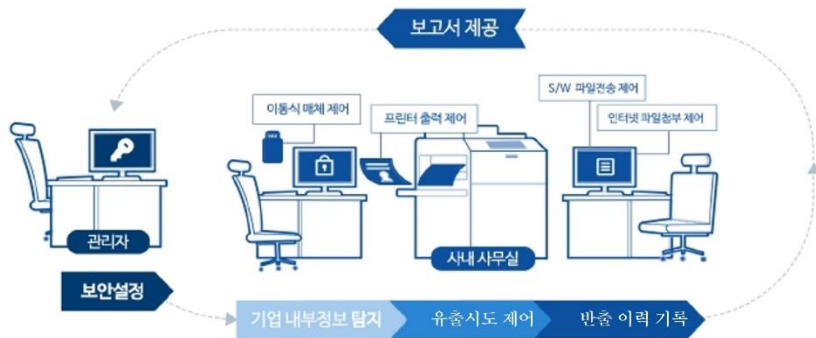 보고서 제공
S/W 파일전송 제어
이동식 매체 제어
프린터 출력 제어
인터넷 파일첨부 제어
관리자
사내 사무실
보안설정
기업 내부정보 탐지
유출시도 제어
반출 이력 기록